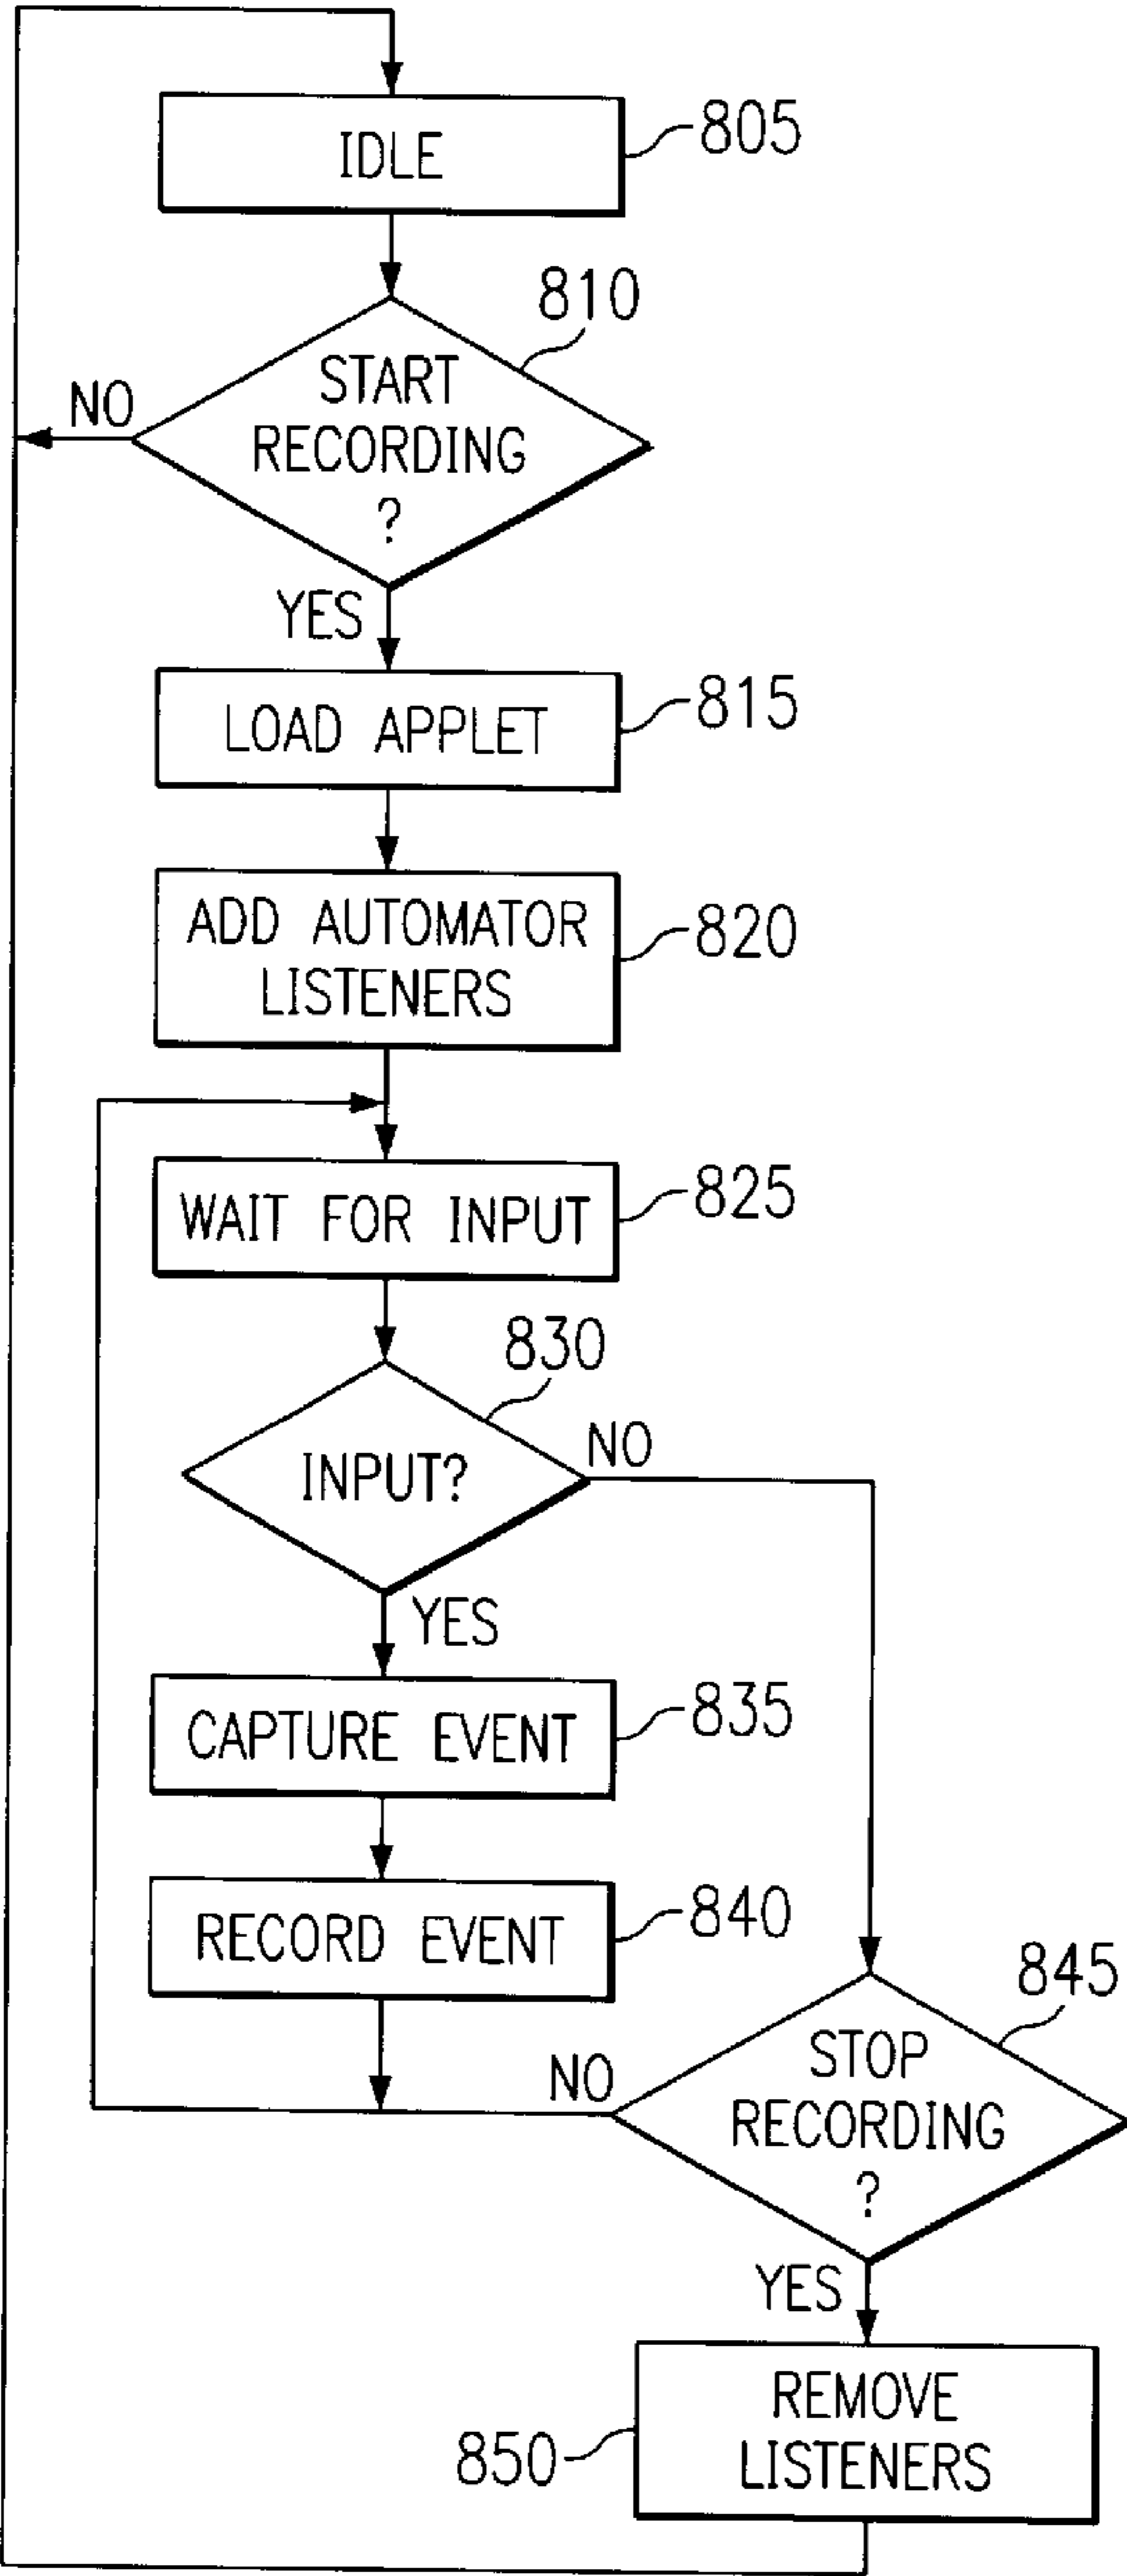 IDLE
805
810
START
RECORDING
?
NO
YES
LOAD APPLET
815
ADD AUTOMATOR
LISTENERS
820
WAIT FOR INPUT
825
830
INPUT?
NO
YES
CAPTURE EVENT
835
RECORD EVENT
840
845
STOP
RECORDING
?
NO
YES
REMOVE
LISTENERS
850